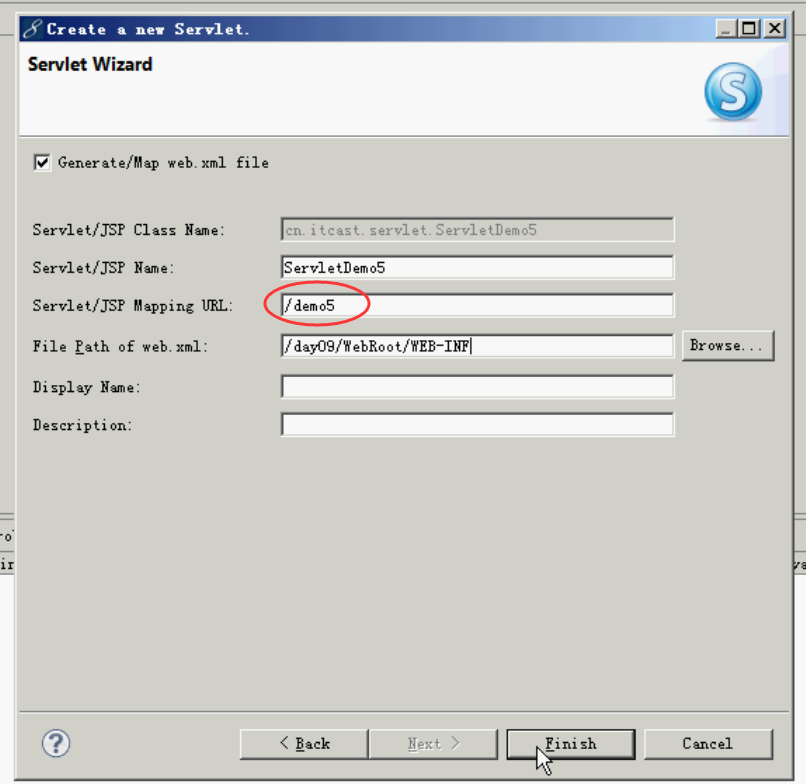 Create a new Servlet.
Servlet Wizard
Generate/Map web.xml file
Servlet/JSP Class Name: cn.itcast.servlet.ServletDemo5
Servlet/JSP Name: ServletDemo5
Servlet/JSP Mapping URL: /demo5
File Path of web.xml: /day09/WebRoot/WEB-INF Browse...
Display Name:
Description:
< Back Next > Finish Cancel